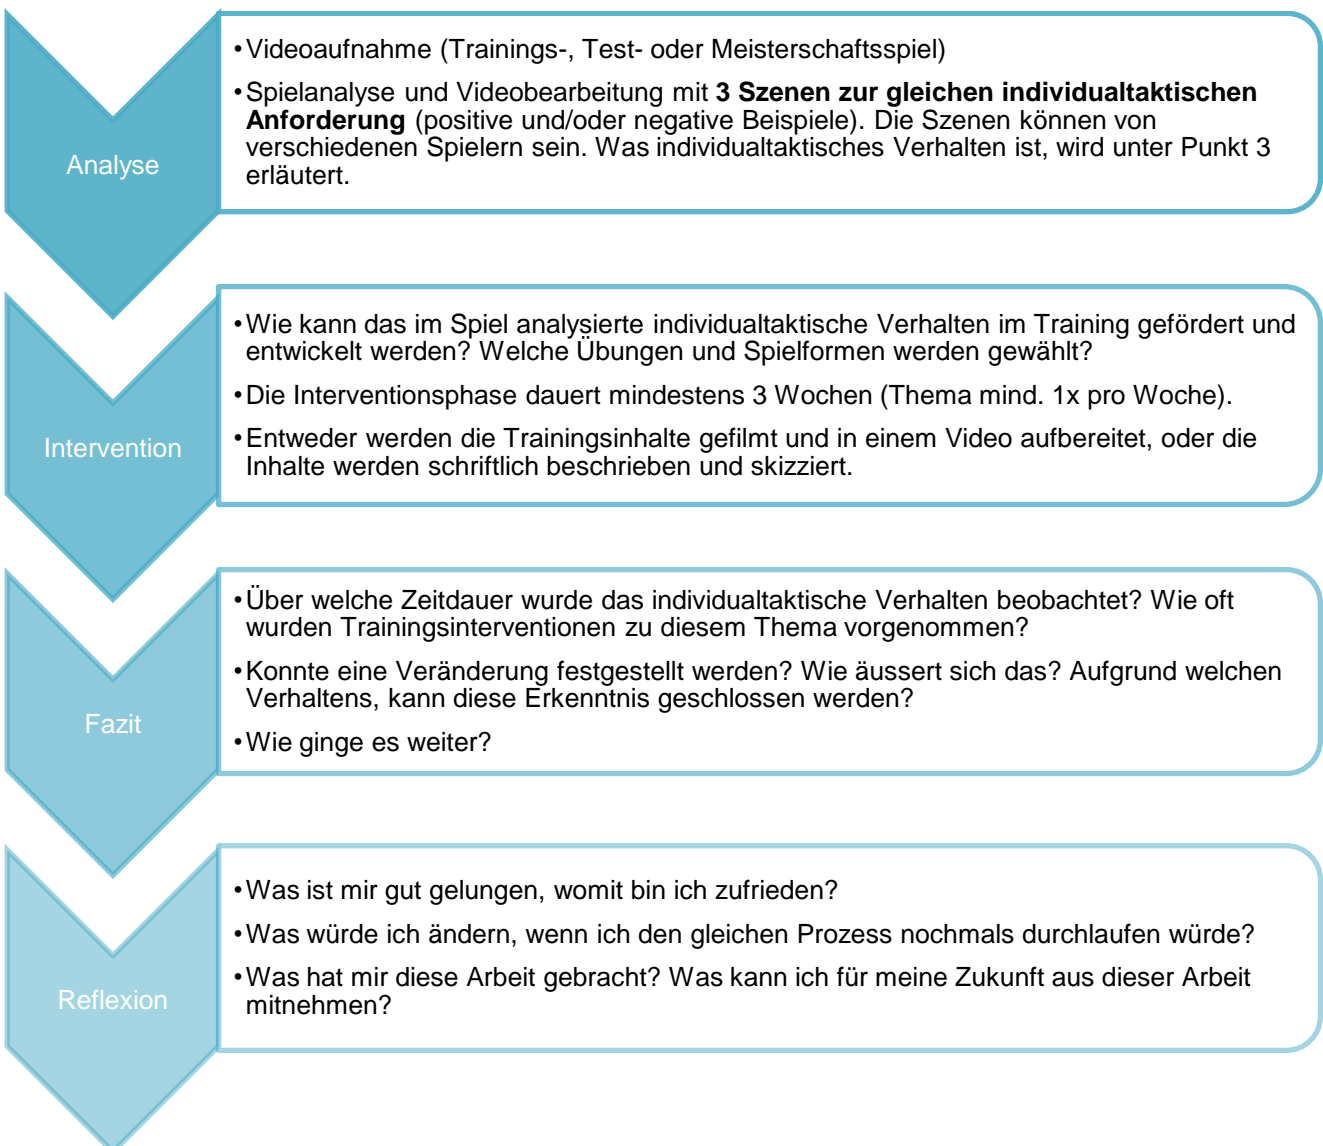 Analyse
•Videoaufnahme (Trainings-, Test- oder Meisterschaftsspiel)
•Spielanalyse und Videobearbeitung mit 3 Szenen zur gleichen individualtaktischen
Anforderung (positive und/oder negative Beispiele). Die Szenen können von
verschiedenen Spielern sein. Was individualtaktisches Verhalten ist, wird unter Punkt 3
erläutert.
Intervention
•Wie kann das im Spiel analysierte individualtaktische Verhalten im Training gefördert und
entwickelt werden? Welche Übungen und Spielformen werden gewählt?
•Die Interventionsphase dauert mindestens 3 Wochen (Thema mind. 1x pro Woche).
•Entweder werden die Trainingsinhalte gefilmt und in einem Video aufbereitet, oder die
Inhalte werden schriftlich beschrieben und skizziert.
Fazit
•Über welche Zeitdauer wurde das individualtaktische Verhalten beobachtet? Wie oft
wurden Trainingsinterventionen zu diesem Thema vorgenommen?
•Konnte eine Veränderung festgestellt werden? Wie äussert sich das? Aufgrund welchen
Verhaltens, kann diese Erkenntnis geschlossen werden?
•Wie ginge es weiter?
Reflexion
•Was ist mir gut gelungen, womit bin ich zufrieden?
•Was würde ich ändern, wenn ich den gleichen Prozess nochmals durchlaufen würde?
•Was hat mir diese Arbeit gebracht? Was kann ich für meine Zukunft aus dieser Arbeit
mitnehmen?